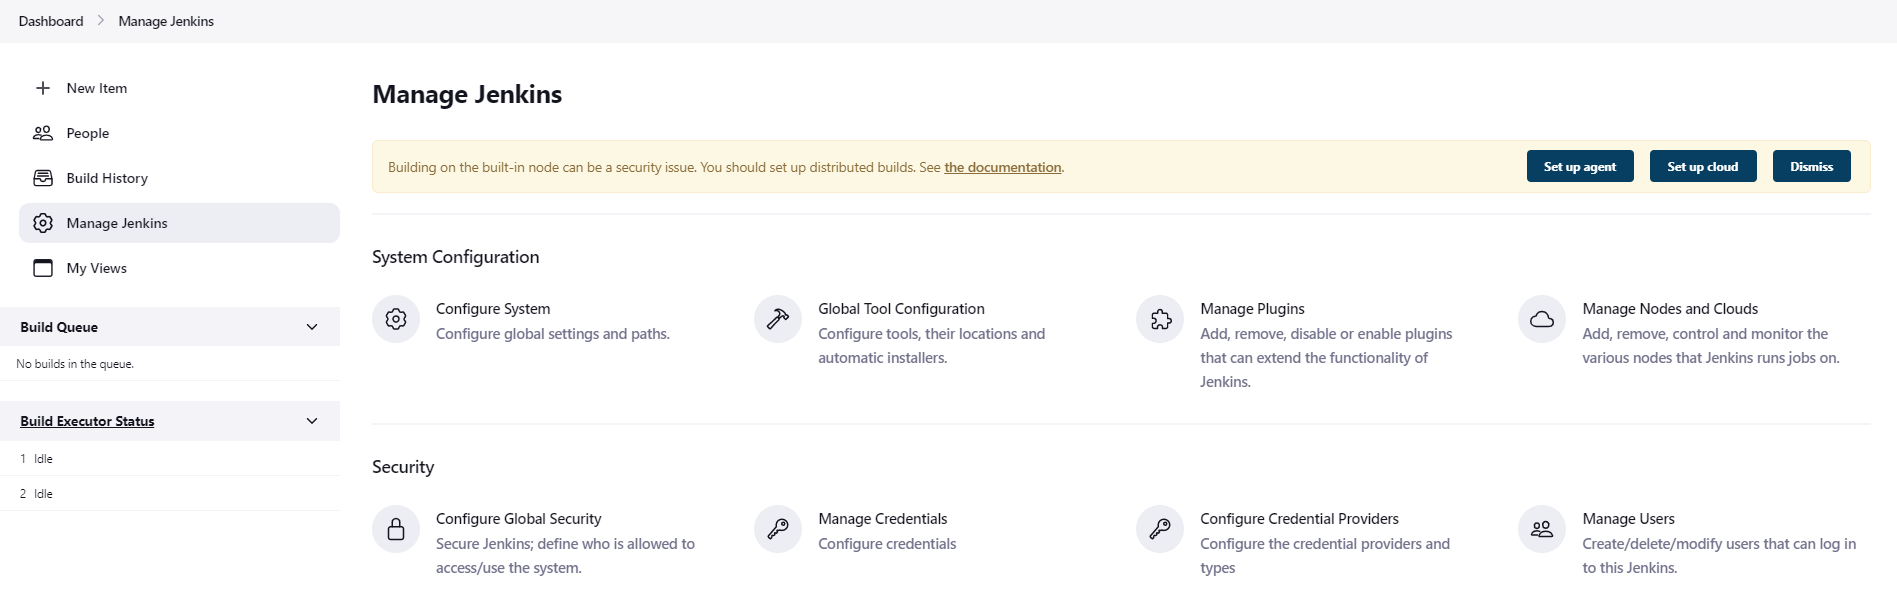 Dashboard
Manage Jenkins
New Item
People
Build History
Manage Jenkins
My Views
Build Queue
No builds in the queue.
Build Executor Status
1 Idle
2 Idle
Manage Jenkins
Building on the built-in node can be a security issue. You should set up distributed builds. See the documentation.
Set up agent
Set up cloud
Dismiss
System Configuration
Configure System
Configure global settings and paths.
Global Tool Configuration
Configure tools, their locations and
automatic installers.
Manage Plugins
Add, remove, disable or enable plugins
that can extend the functionality of
Jenkins.
Manage Nodes and Clouds
Add, remove, control and monitor the
various nodes that Jenkins runs jobs on.
Security
Configure Global Security
Secure Jenkins; define who is allowed to
access/use the system.
Manage Credentials
Configure credentials
Configure Credential Providers
Configure the credential providers and
types
Manage Users
Create/delete/modify users that can log in
to this Jenkins.